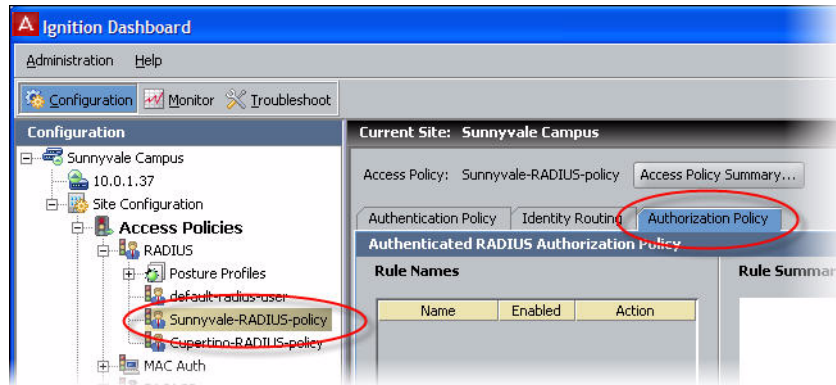 A Ignition Dashboard
Administration Help
Configuration Monitor Troubleshoot
Configuration
Sunnyvale Campus
10.0.1.37
Site Configuration
Access Policies
RADIUS
Posture Profiles
default-radius-user
Sunnyvale-RADIUS-policy
Cupertino-RADIUS-policy
MAC Auth
Current Site: Sunnyvale Campus
Access Policy: Sunnyvale-RADIUS-policy Access Policy Summary...
Authentication Policy Identity Routing Authorization Policy
Authenticated RADIUS Authorization Policy
Rule Names Rule Summar
Name Enabled Action